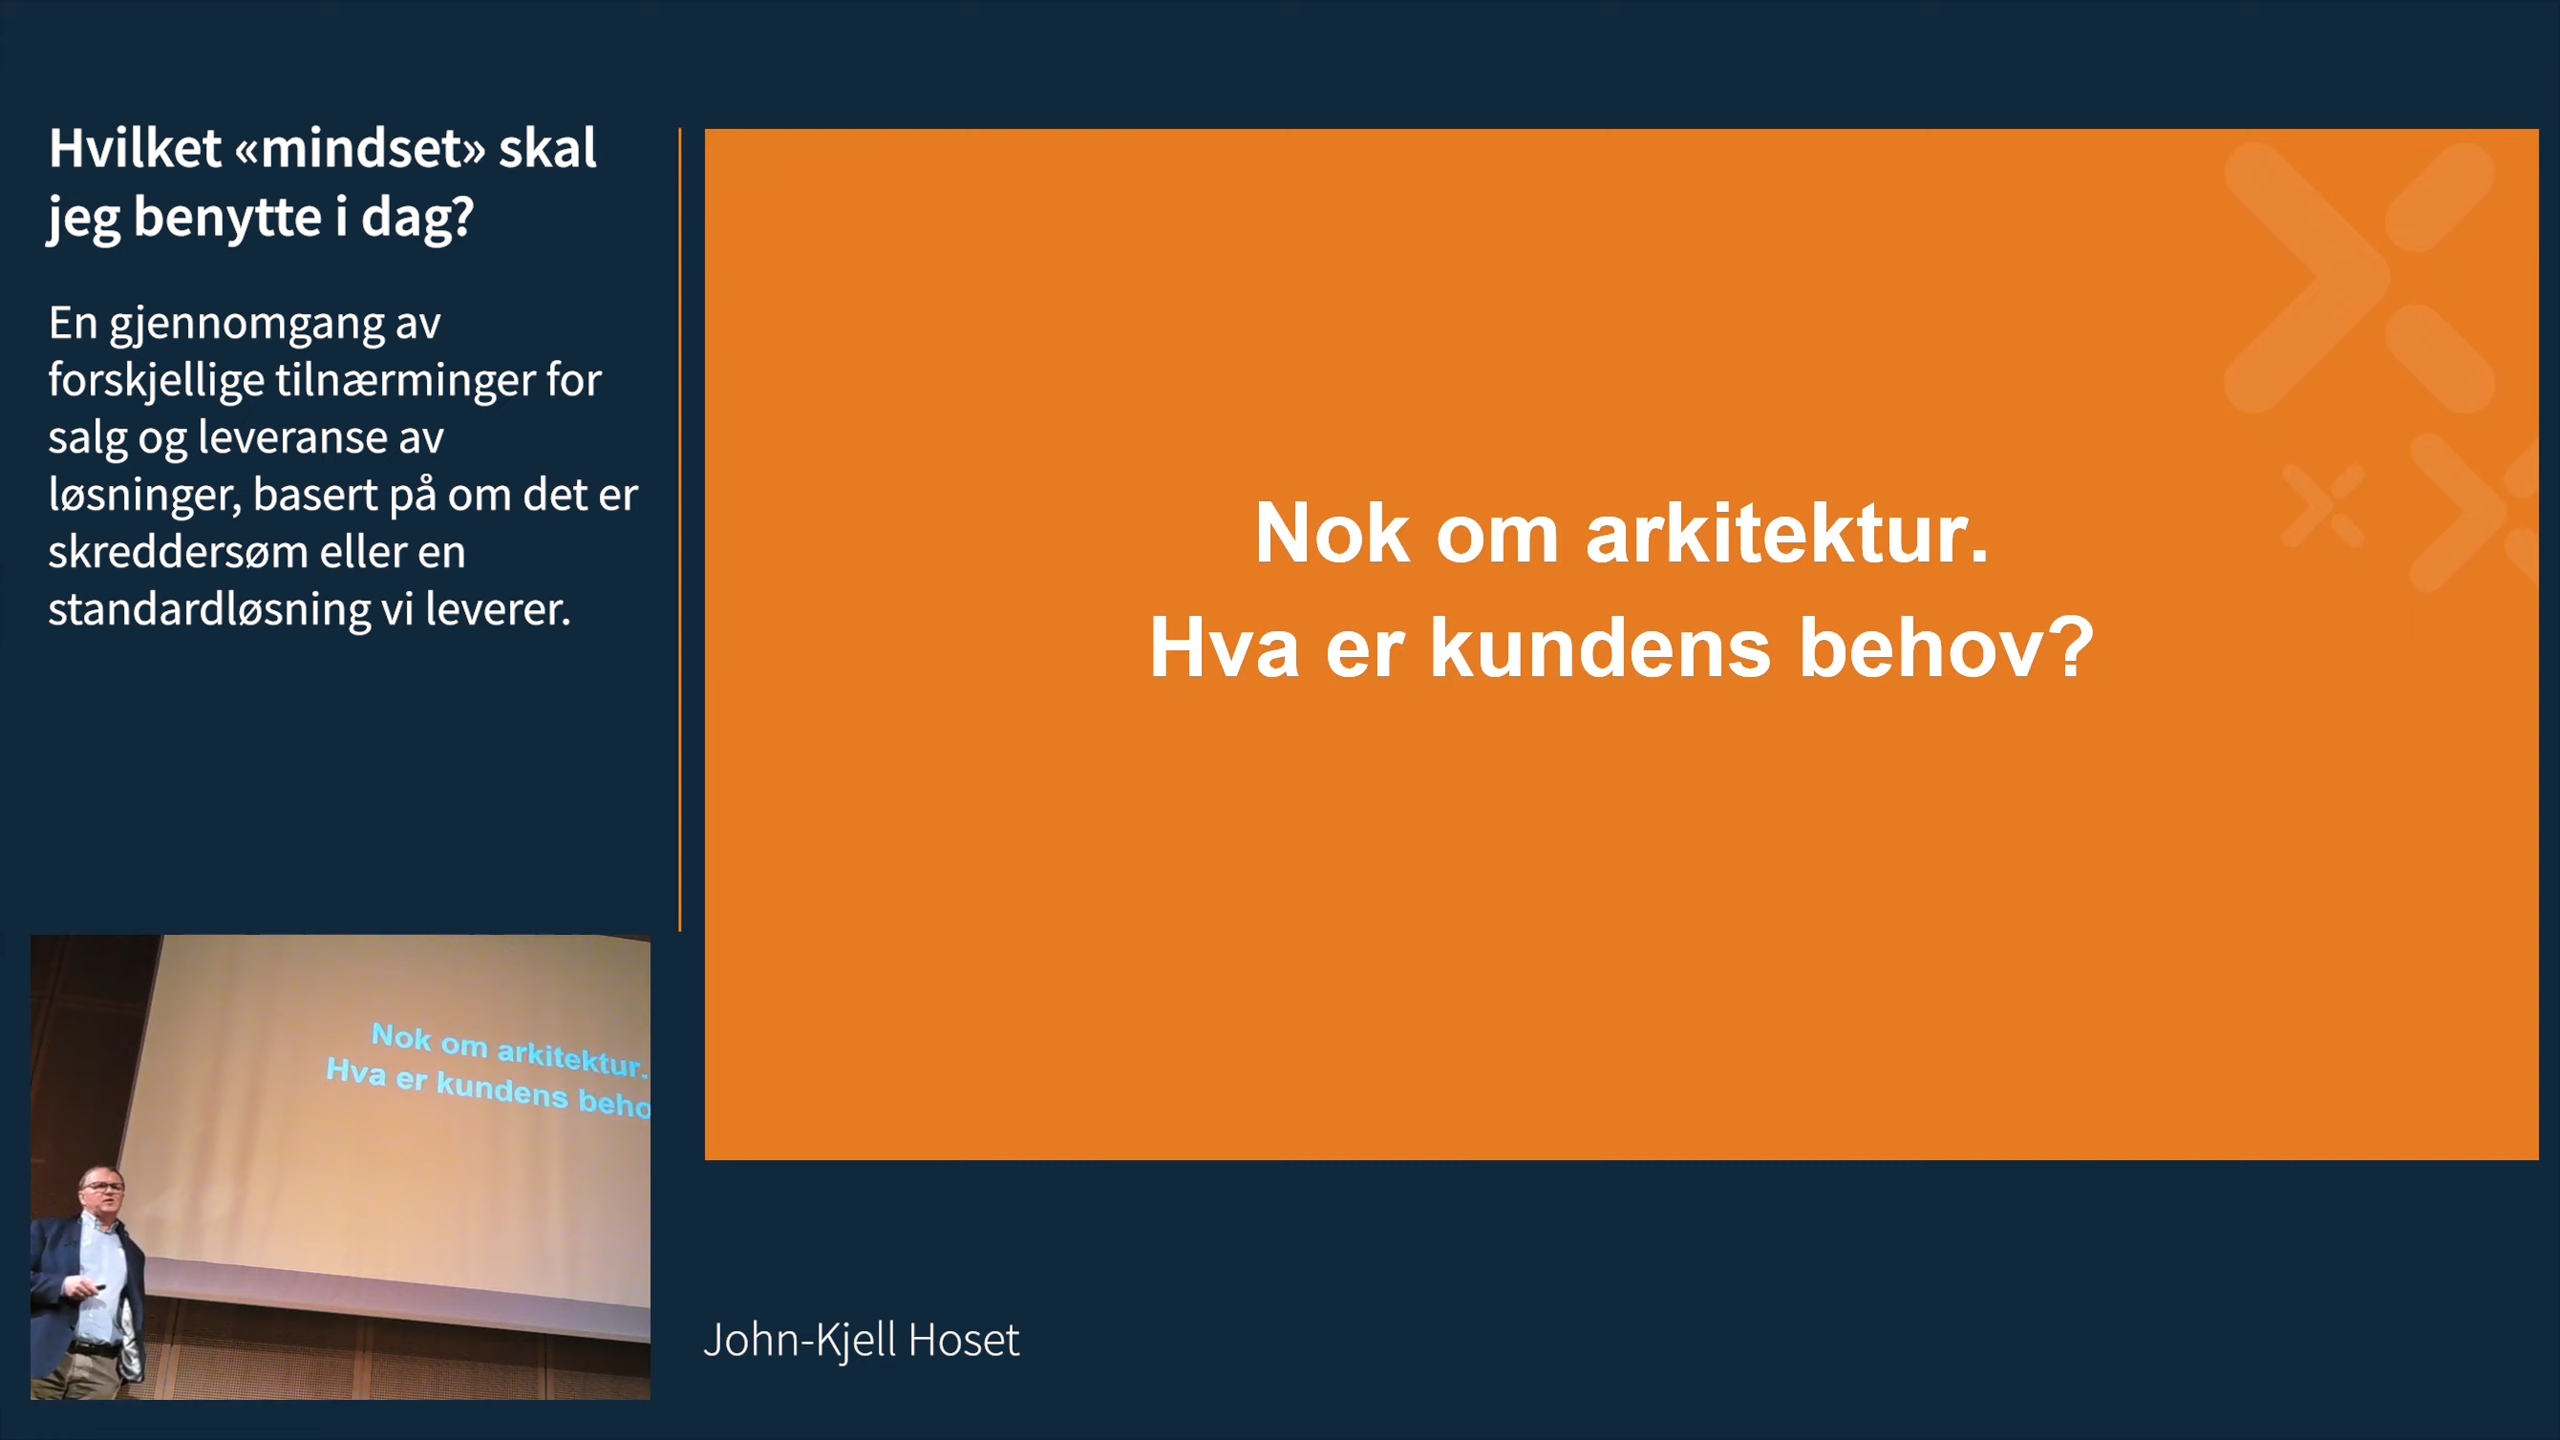 Hvilket «mindset» skal
jeg benytte i dag?
En gjennomgang av
forskjellige tilnærminger for
salg og leveranse av
løsninger, basert på om det er
skreddersøm eller en
standardløsning vi leverer.
Nok om arkitektur.
Hva er kundens behov?
Nok om arkitektur.
Hva er kundens beho
John-Kjell Hoset